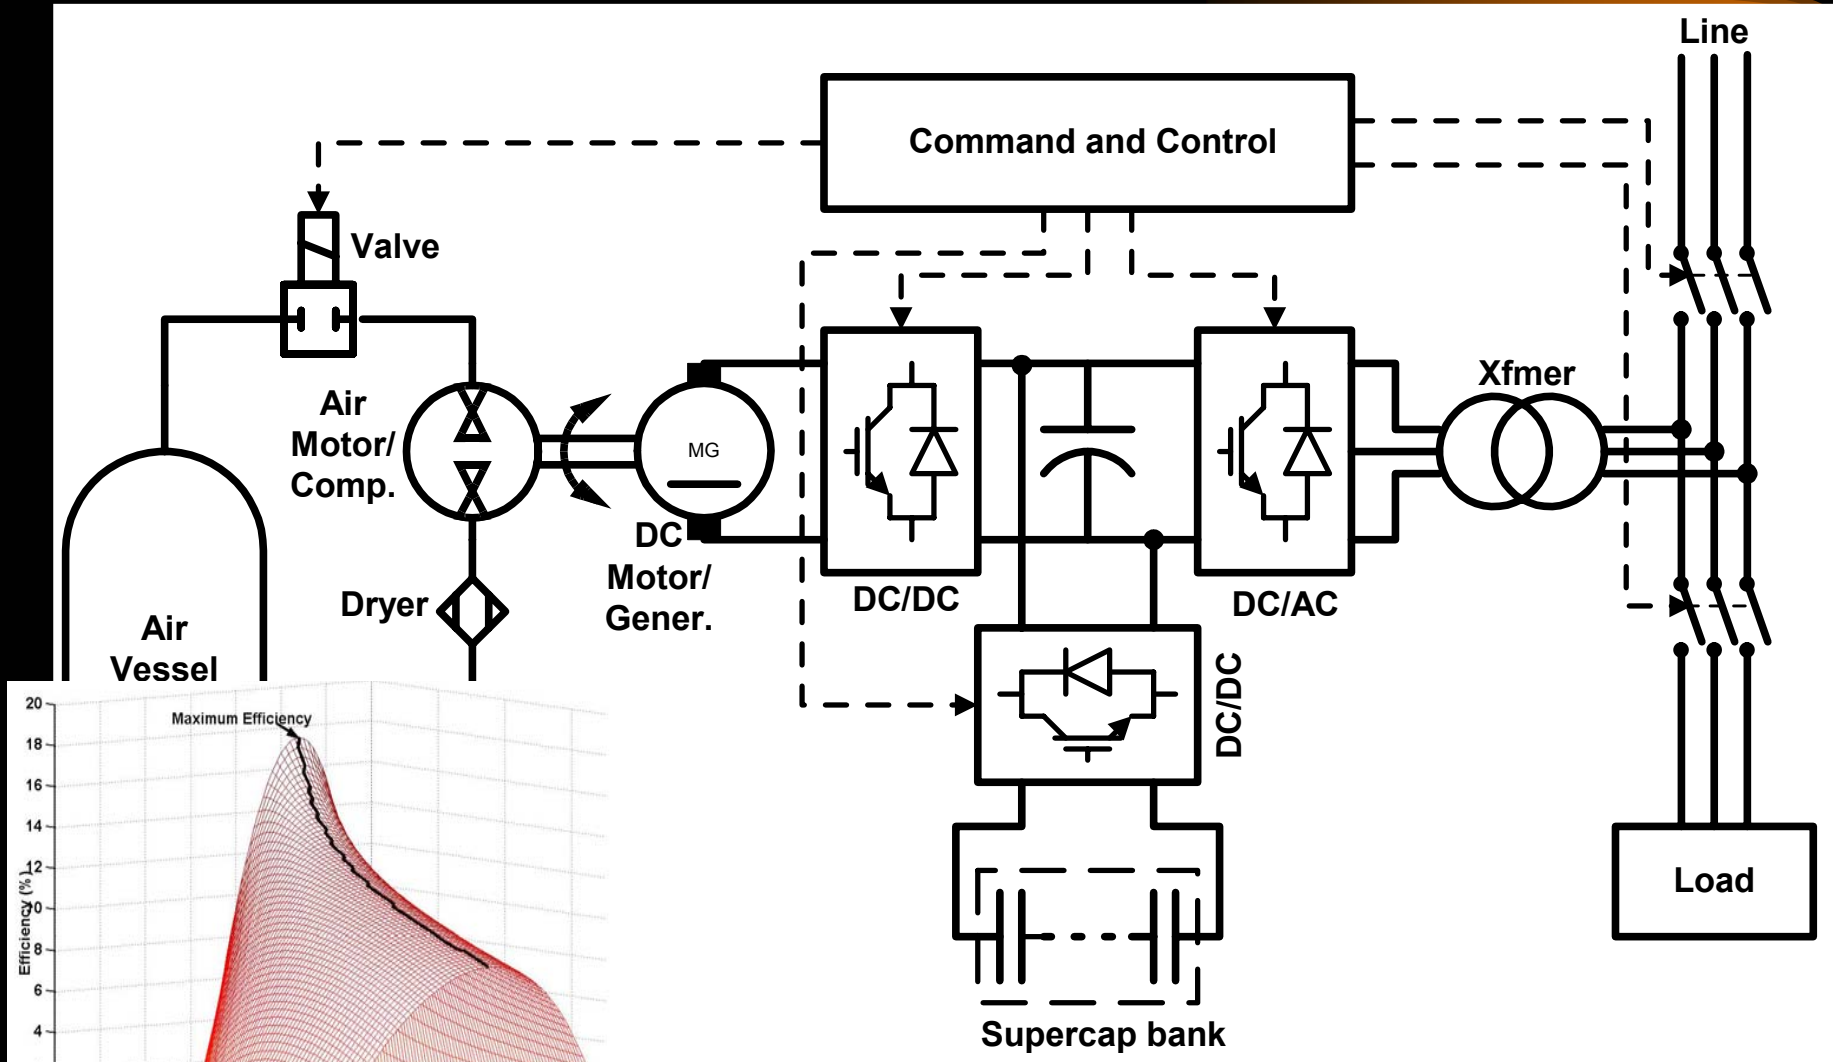 Line
Command and Control
Valve
Xfmer
Air
Motor/
Comp.
MG
DC
Motor/
Gener.
DC/DC
DC/AC
Dryer
Air
Vessel
DC/DC
Maximum Efficiency
20
18
16
14
12
10
8
6
4
Efficiency (%)
Load
Supercap bank